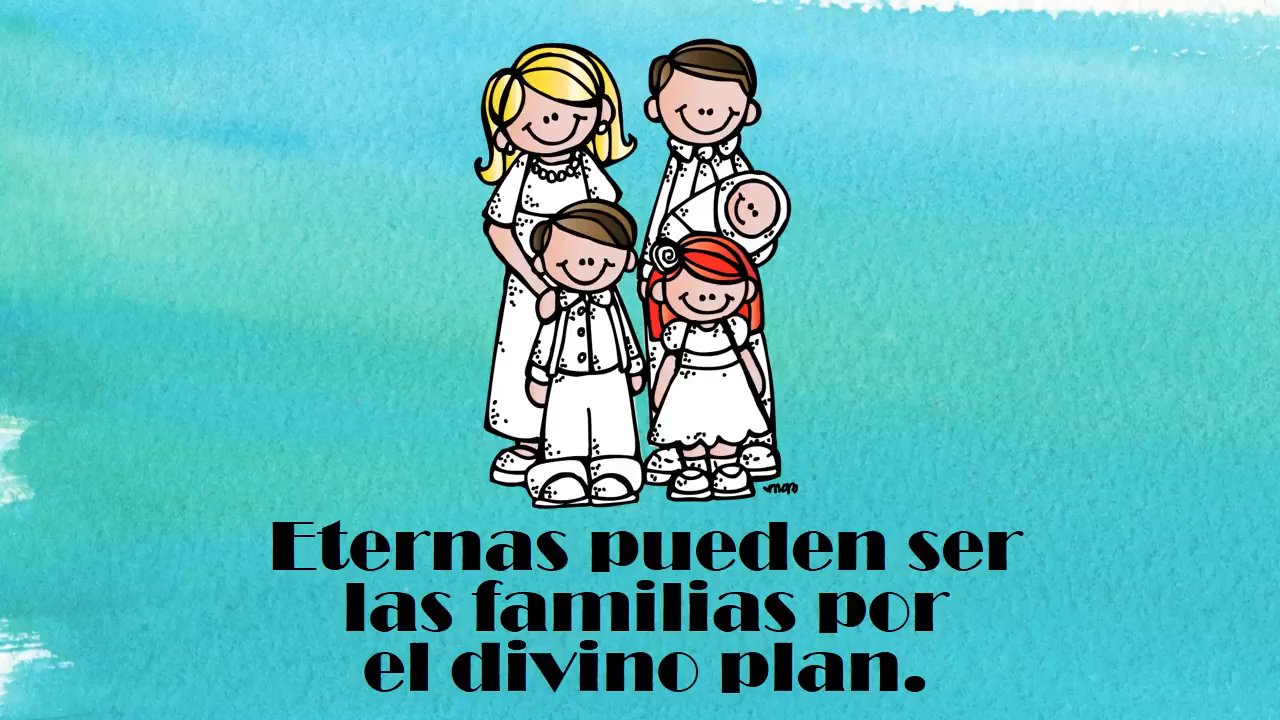 Eternas pueden ser
las familias por
el divino plan.